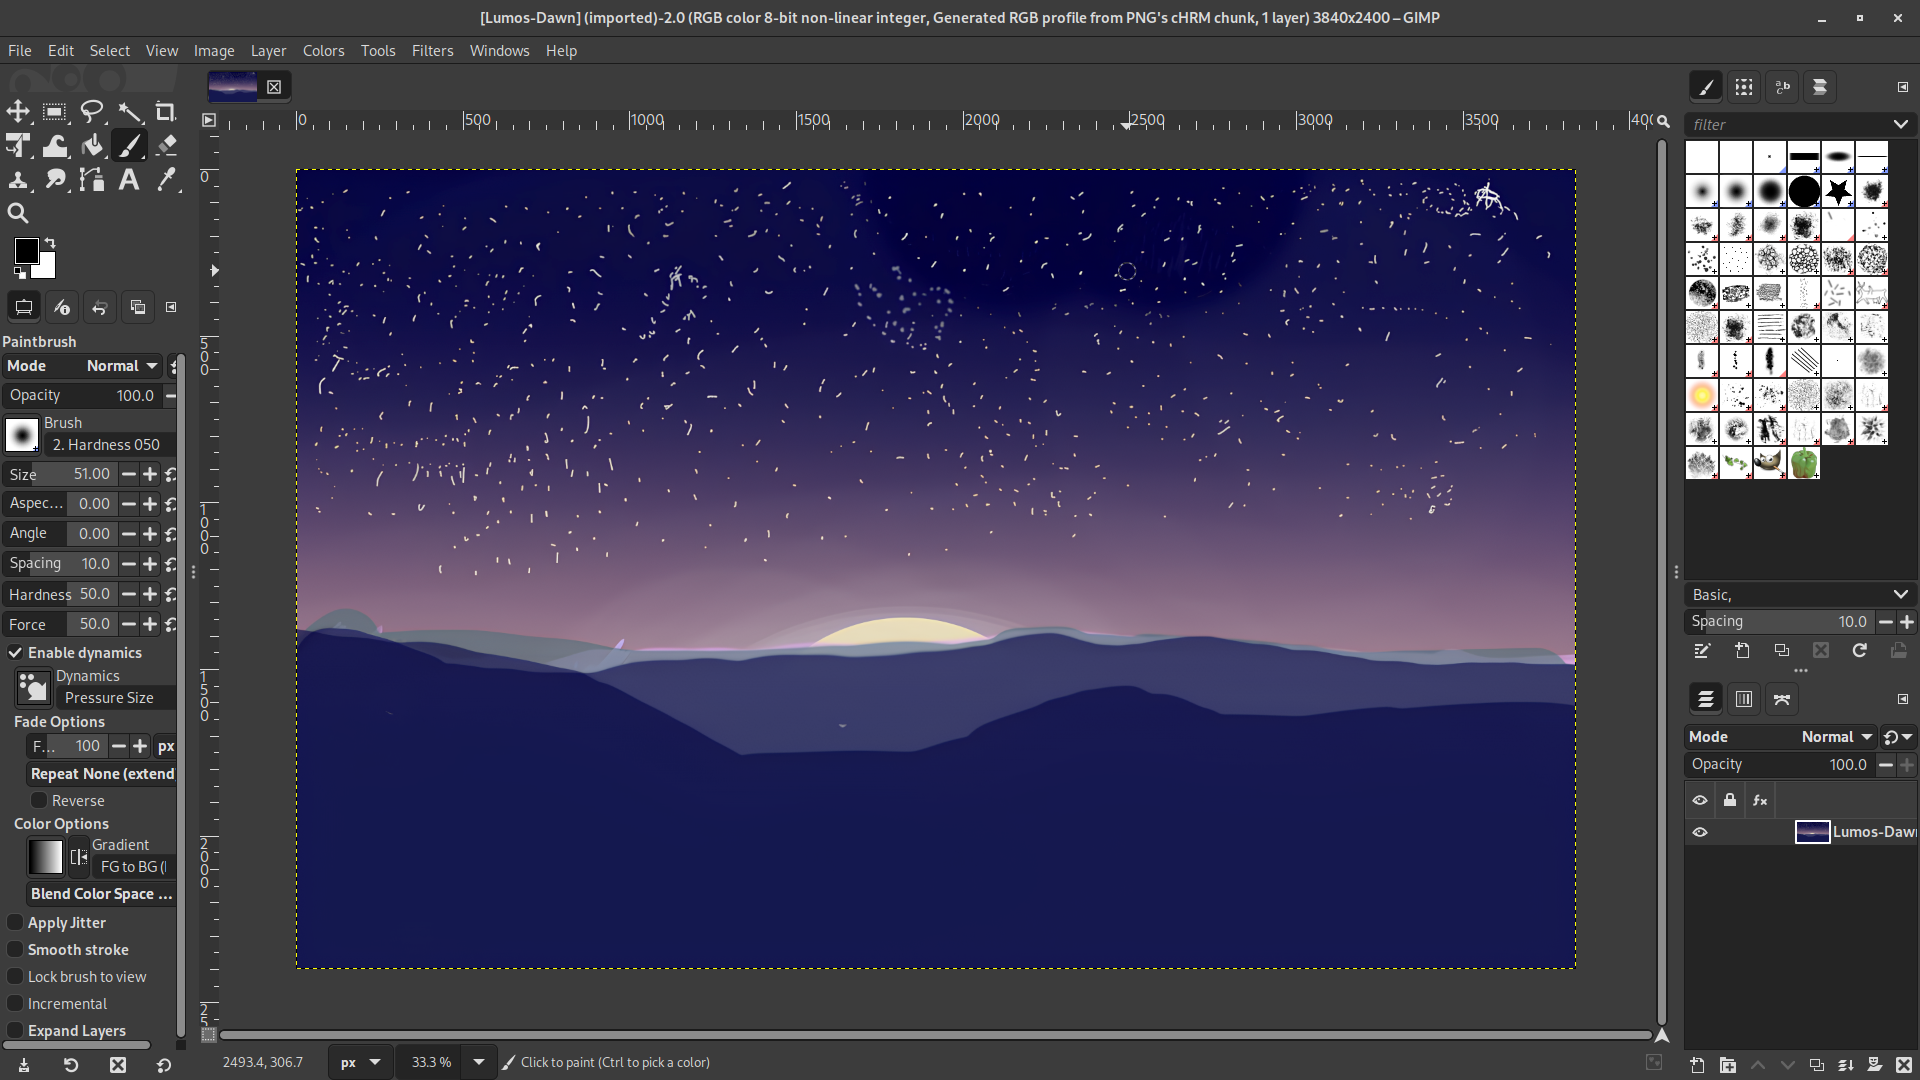 [Lumos-Dawn] (imported)-2.0 (RGB color 8-bit non-linear integer, Generated RGB profile from PNG's cHRM chunk, 1 layer) 3840x2400 – GIMP
File Edit Select View Image Layer Colors Tools Filters Windows Help
0 500 1000 1500 2000 2500 3000 3500
filter
0
500
1000
1500
2000
Paintbrush
Mode Normal
Opacity 100.0
Brush
2. Hardness 050
Size 51.00
Aspec... 0.00
Angle 0.00
Spacing 10.0
Hardness 50.0
Force 50.0
Enable dynamics
Dynamics
Pressure Size
Fade Options
F... 100 px
Repeat None (extend
Reverse
Color Options
Gradient
FG to BG (
Blend Color Space ...
Apply Jitter
Smooth stroke
Lock brush to view
Incremental
Expand Layers
Basic,
Spacing 10.0
Mode Normal
Opacity 100.0
fx
Lumos-Daw
2493.4, 306.7 px 33.3 % Click to paint (Ctrl to pick a color)